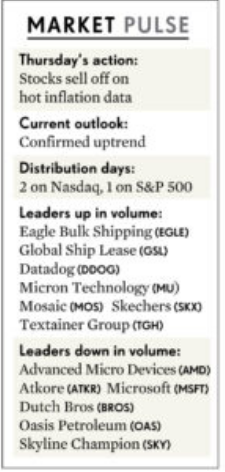 MARKET PULSE
Thursday's action:
Stocks sell off on
hot inflation data
Current outlook:
Confirmed uptrend
Distribution days:
2 on Nasdaq, 1 on S&P 500
Leaders up in volume:
Eagle Bulk Shipping (EGLE)
Global Ship Lease (GSL)
Datadog (DDOG)
Micron Technology (MU)
Mosaic (MOS) Skechers (SKX)
Textainer Group (TGH)
Leaders down in volume:
Advanced Micro Devices (AMD)
Atkore (ATKR) Microsoft (MSFT)
Dutch Bros (BROS)
Oasis Petroleum (OAS)
Skyline Champion (SKY)